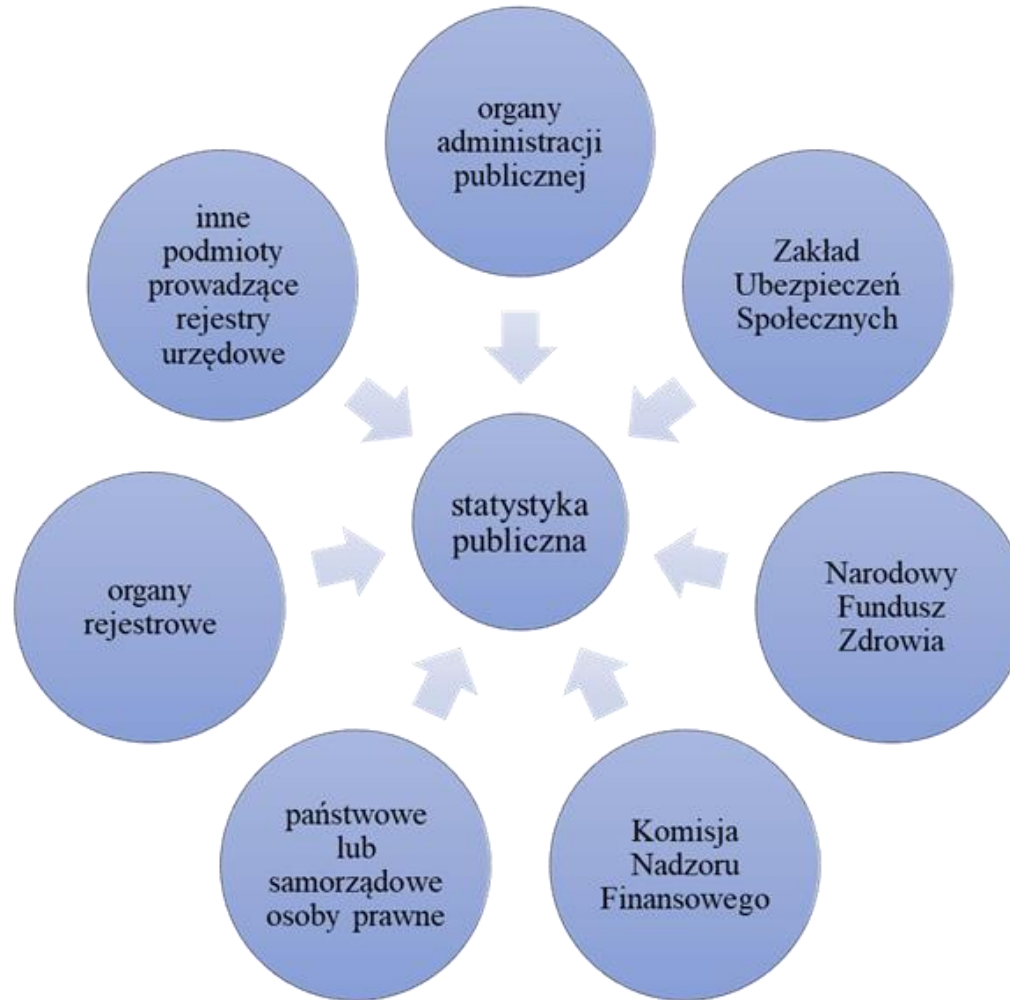 organy
administracji
publicznej
Zakład
Ubezpieczeń
Społecznych
Narodowy
Fundusz
Zdrowia
Komisja
Nadzoru
Finansowego
państwowe
lub
samorządowe
osoby prawne
organy
rejestrowe
inne
podmioty
prowadzące
rejestry
urzędowe
statystyka
publiczna